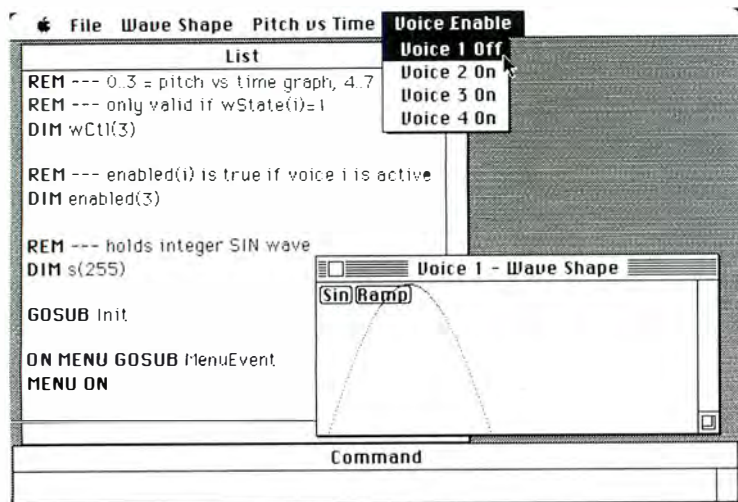 File Wave Shape Pitch vs Time Voice Enable
Voice 1 Off
Voice 2 On
Voice 3 On
Voice 4 On
List
REM --- 0..3 = pitch vs time graph, 4..7
REM --- only valid if wState(i)=1
DIM wCtl(3)
REM --- enabled(i) is true if voice i is active
DIM enabled(3)
REM --- holds integer SIN wave
DIM s(255)
GOSUB Init
ON MENU GOSUB MenuEvent
MENU ON
Voice 1 - Wave Shape
Sin Ramp
Command